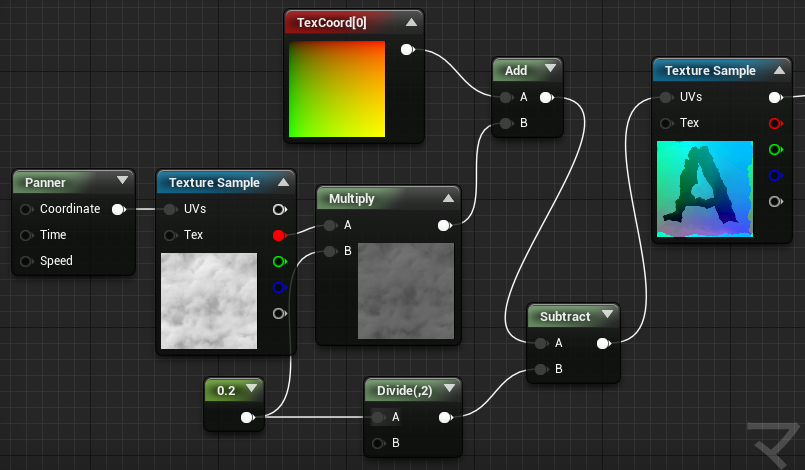 TexCoord[0]
Add
A
B
Texture Sample
UVs
Tex
A
Panner
Coordinate
Time
Speed
Texture Sample
UVs
Tex
Multiply
A
B
Subtract
A
B
0.2
Divide(,2)
A
B
マ